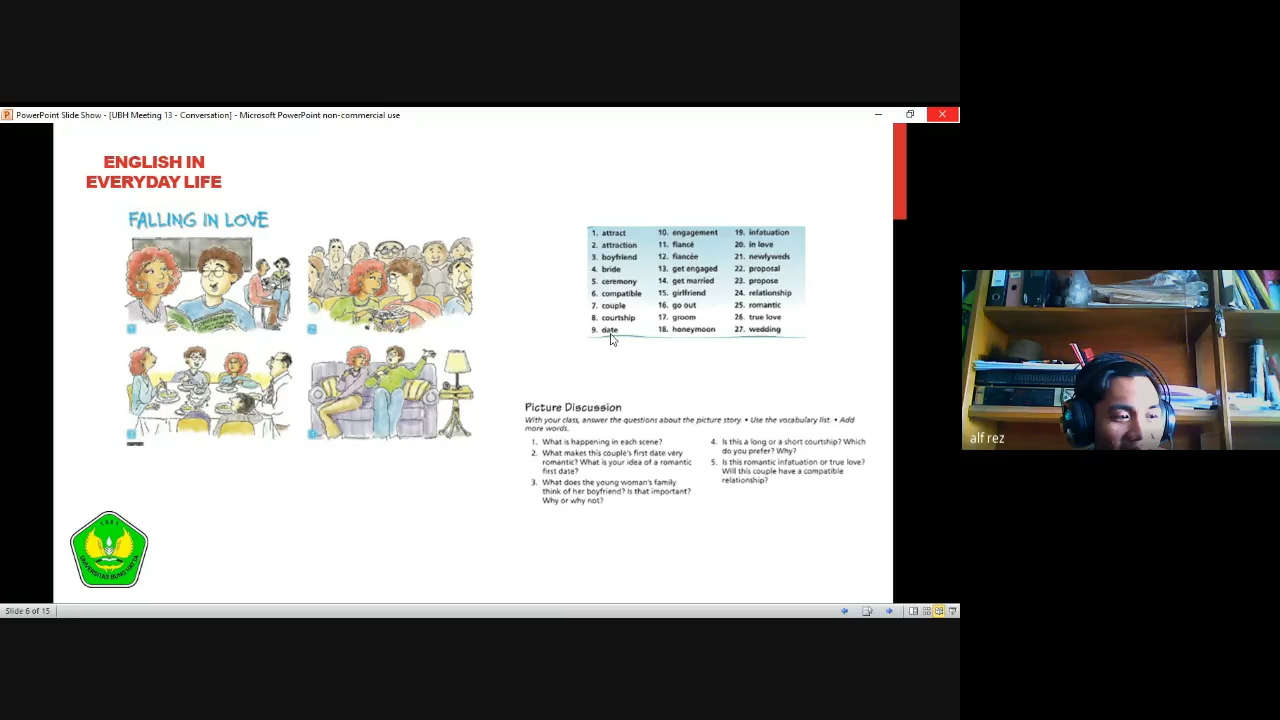 PowerPoint Slide Show - [UBH Meeting 13 - Conversation] - Microsoft PowerPoint non-commercial use
ENGLISH IN
EVERYDAY LIFE
FALLING IN LOVE
1. attract
2. attraction
3. boyfriend
4. bride
5. ceremony
6. compatible
7. couple
8. courtship
9. date
10. engagement
11. fiancé
12. fiancée
13. get engaged
14. get married
15. girlfriend
16. go out
17. groom
18. honeymoon
19. infatuation
20. in love
21. newlyweds
22. proposal
23. propose
24. relationship
25. romantic
26. true love
27. wedding
Picture Discussion
With your class, answer the questions about the picture story. • Use the vocabulary list. • Add
more words.
1. What is happening in each scene?
2. What makes this couple's first date very
romantic? What is your idea of a romantic
first date?
3. What does the young woman's family
think of her boyfriend? Is that important?
Why or why not?
4. Is this a long or a short courtship? Which
do you prefer? Why?
5. Is this romantic infatuation or true love?
Will this couple have a compatible
relationship?
1981
UNIVERSITAS BUNG HATTA
Slide 6 of 15
alf rez